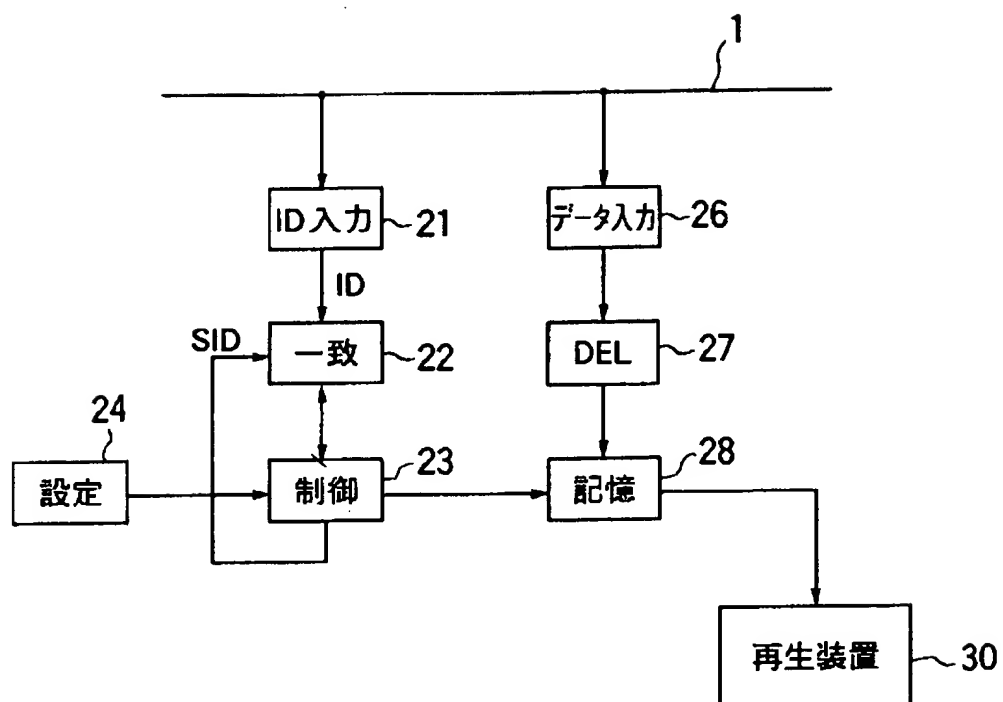 1
ID入力
21
データ入力
26
ID
SID
一致
22
DEL
27
24
設定
制御
23
記憶
28
再生装置
30